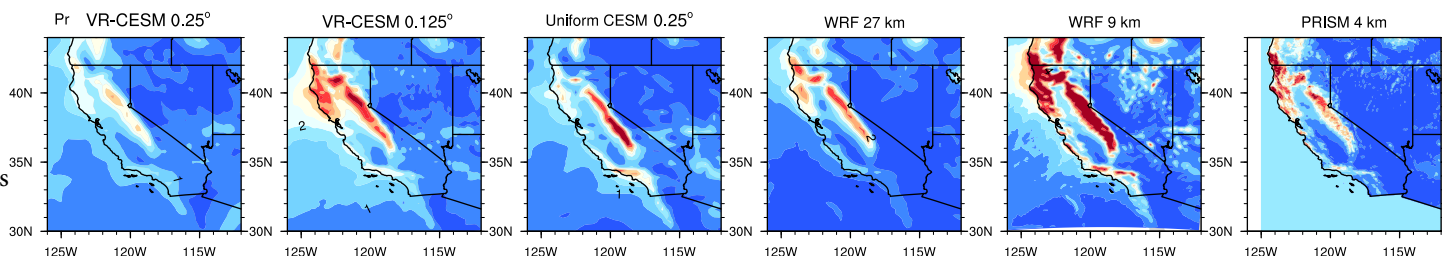 Pr VR-CESM 0.25°
VR-CESM 0.125°
Uniform CESM 0.25°
WRF 27 km
WRF 9 km
PRISM 4 km
40N
35N
30N
125W 120W 115W
s
1
40N
35N
30N
125W 120W 115W
2
1
40N
35N
30N
125W 120W 115W
1
40N
35N
30N
125W 120W 115W
2
40N
35N
30N
125W 120W 115W
40N
35N
30N
125W 120W 115W